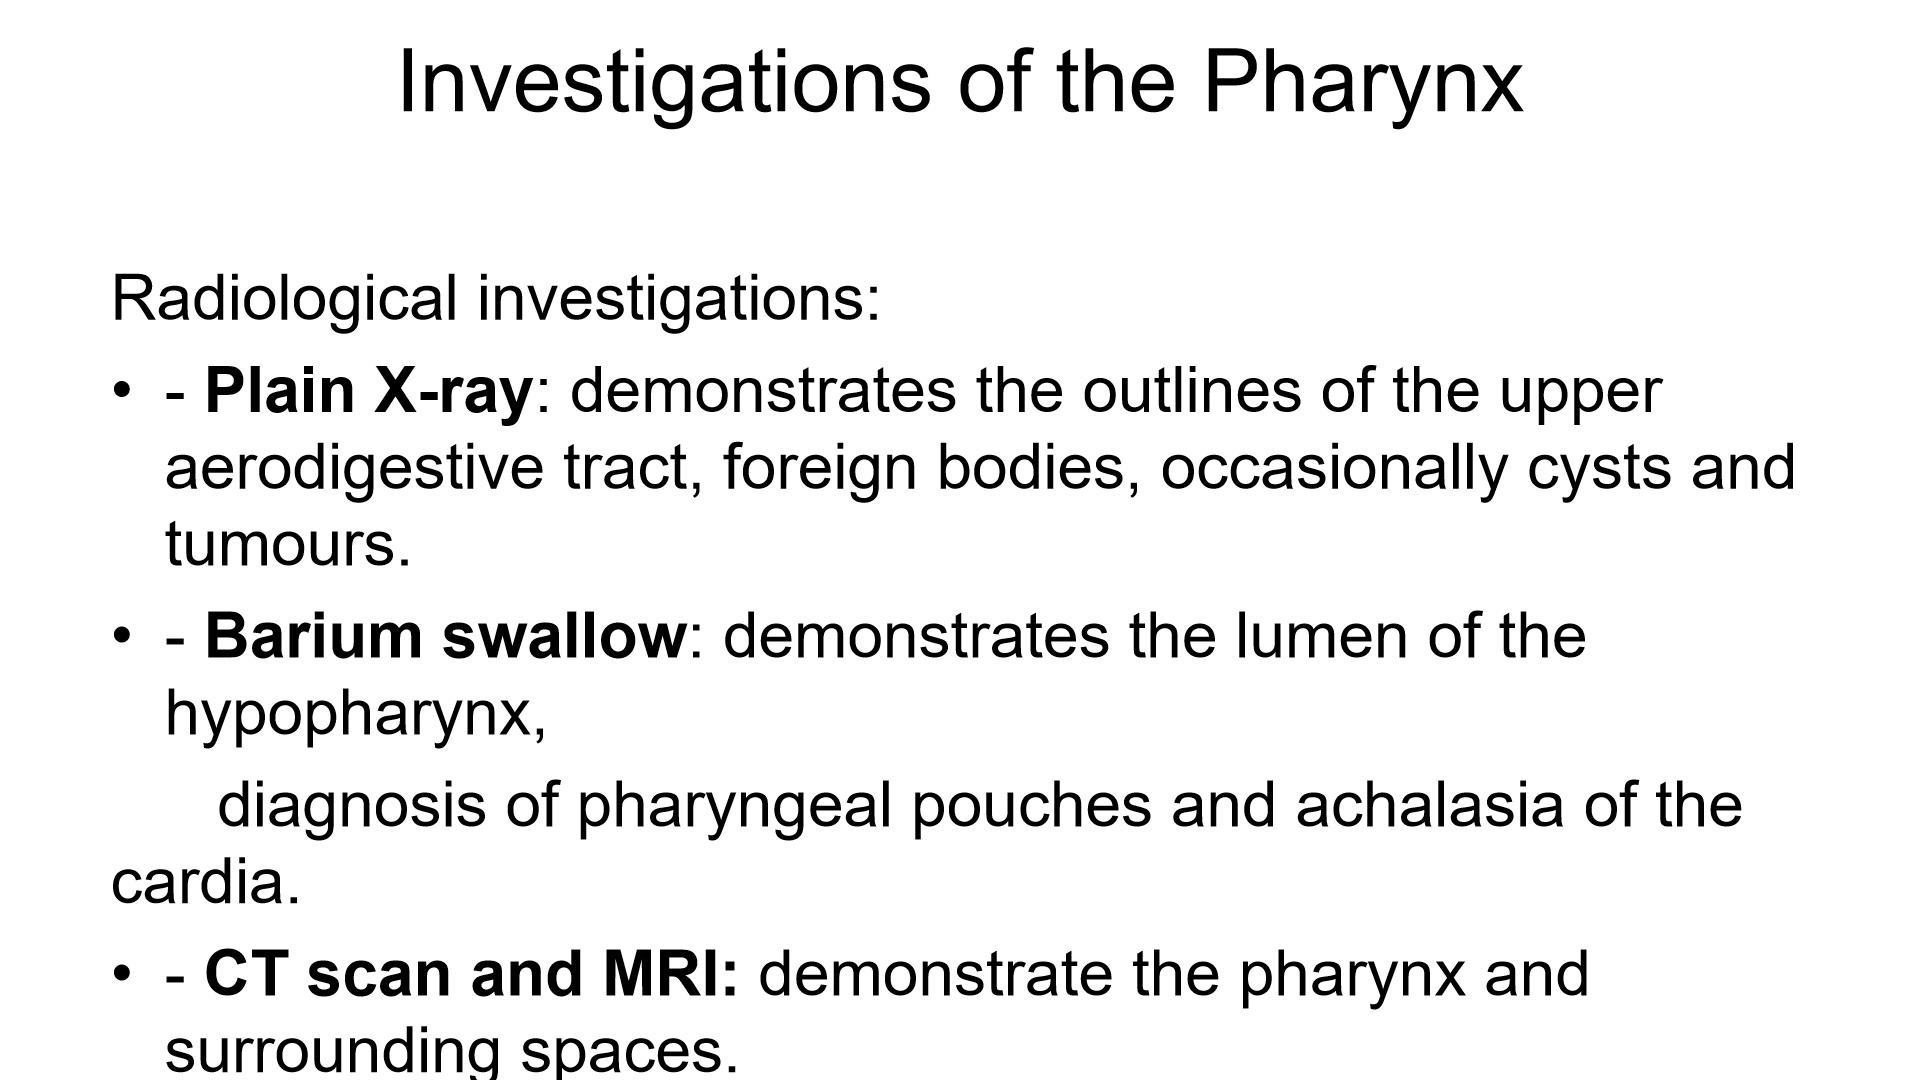 Investigations of the Pharynx
Radiological investigations:
• - Plain X-ray: demonstrates the outlines of the upper
aerodigestive tract, foreign bodies, occasionally cysts and
tumours.
• - Barium swallow: demonstrates the lumen of the
hypopharynx,
diagnosis of pharyngeal pouches and achalasia of the
cardia.
• - CT scan and MRI: demonstrate the pharynx and
surrounding spaces.